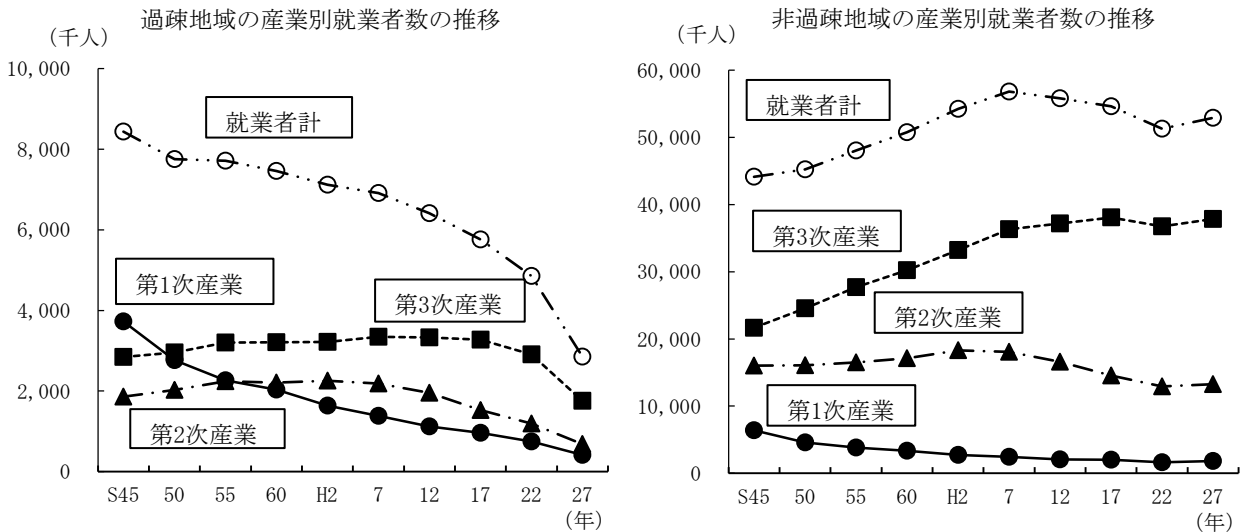 過疎地域の産業別就業者数の推移
(千人)
10,000
8,000
6,000
4,000
2,000
0
就業者計
第1次産業
第3次産業
第2次産業
S45 50 55 60 H2 7 12 17 22 27
(年)
非過疎地域の産業別就業者数の推移
(千人)
60,000
50,000
40,000
30,000
20,000
10,000
0
就業者計
第3次産業
第2次産業
第1次産業
S45 50 55 60 H2 7 12 17 22 27
(年)